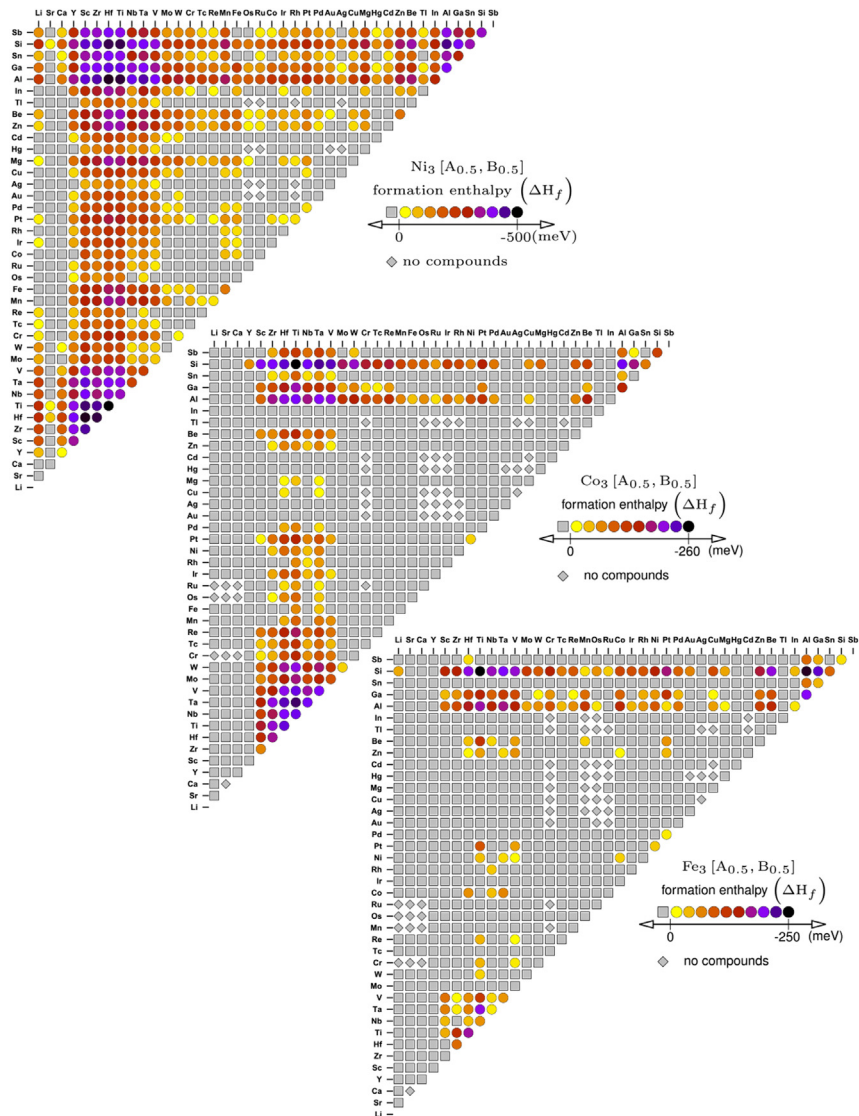 Li Sr Ca Y Sc Zr Hf Ti Nb Ta V Mo W Cr Tc Re Mn Fe Os Ru Co Ir Rh Pt Pd Au Ag Cu Mg Hg Cd Zn Be Tl In Al Ga Sn Si Sb
Sb
Si
Sn
Ga
Al
In
Tl
Be
Zn
Cd
Hg
Mg
Cu
Ag
Au
Pd
Pt
Rh
Ir
Co
Ru
Os
Fe
Mn
Re
Tc
Cr
W
Mo
V
Ta
Nb
Ti
Hf
Zr
Sc
Y
Ca
Sr
Li
Ni₃ [A₀.₅, B₀.₅]
formation enthalpy (ΔH_f)
0 -500(meV)
no compounds
Li Sr Ca Y Sc Zr Hf Ti Nb Ta V Mo W Cr Tc Re Mn Fe Os Ru Ir Rh Ni Pt Pd Au Ag Cu Mg Hg Cd Zn Be Tl In Al Ga Sn Si Sb
Sb
Si
Sn
Ga
Al
In
Tl
Be
Zn
Cd
Hg
Mg
Cu
Ag
Au
Pd
Pt
Ni
Rh
Ir
Ru
Os
Fe
Mn
Re
Tc
Cr
W
Mo
V
Ta
Nb
Ti
Hf
Zr
Sc
Y
Ca
Sr
Li
Co₃ [A₀.₅, B₀.₅]
formation enthalpy (ΔH_f)
0 -260 (meV)
no compounds
Li Sr Ca Y Sc Zr Hf Ti Nb Ta V Mo W Cr Tc Re Mn Os Ru Co Ir Rh Ni Pt Pd Au Ag Cu Mg Hg Cd Zn Be Tl In Al Ga Sn Si Sb
Sb
Si
Sn
Ga
Al
In
Tl
Be
Zn
Cd
Hg
Mg
Cu
Ag
Au
Pd
Pt
Ni
Rh
Ir
Co
Ru
Os
Mn
Re
Tc
Cr
W
Mo
V
Ta
Nb
Ti
Hf
Zr
Sc
Y
Ca
Sr
Li
Fe₃ [A₀.₅, B₀.₅]
formation enthalpy (ΔH_f)
0 -250 (meV)
no compounds